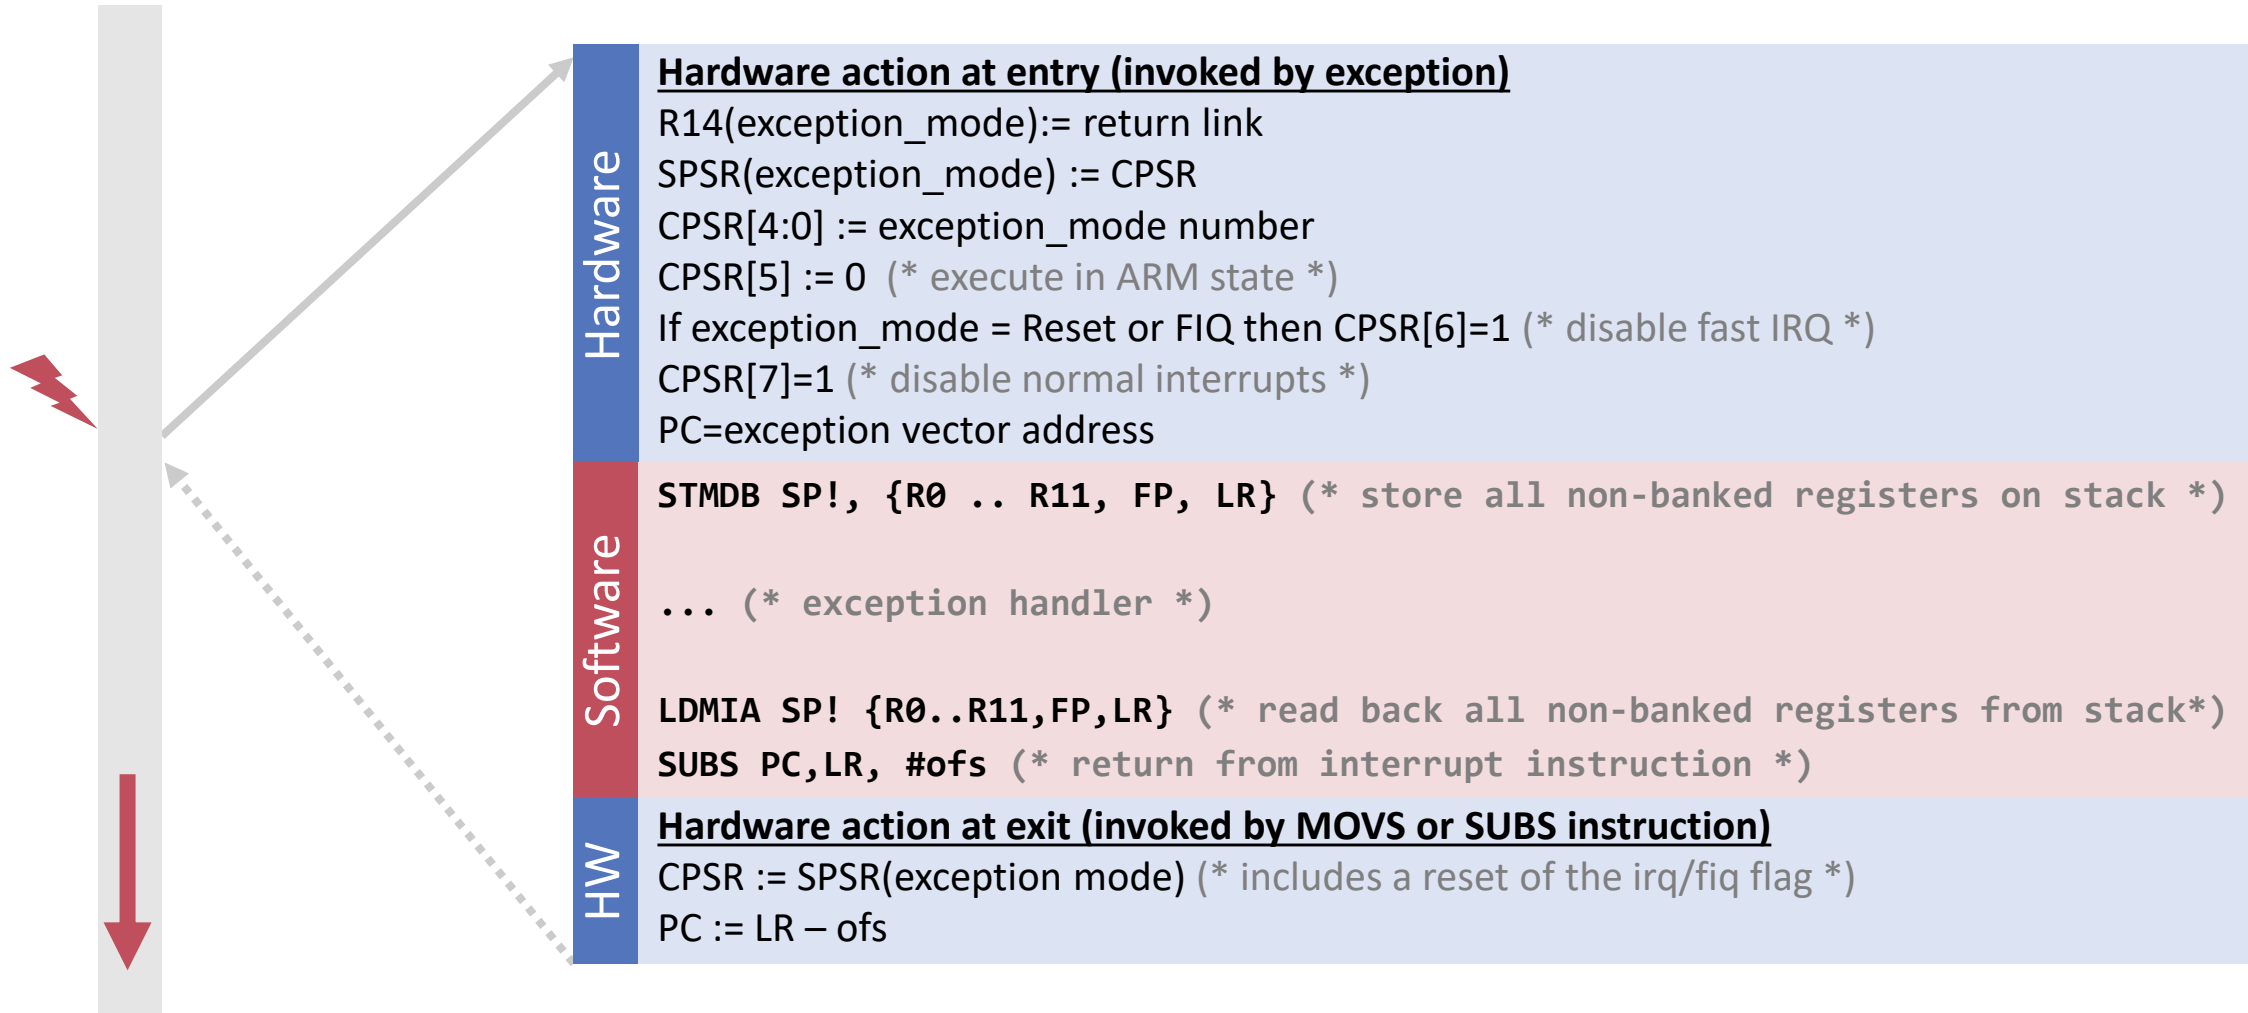 Hardware
Hardware action at entry (invoked by exception)
R14(exception_mode):= return link
SPSR(exception_mode) := CPSR
CPSR[4:0] := exception_mode number
CPSR[5] := 0 (* execute in ARM state *)
If exception_mode = Reset or FIQ then CPSR[6]=1 (* disable fast IRQ *)
CPSR[7]=1 (* disable normal interrupts *)
PC=exception vector address
Software
STMDB SP!, {R0 .. R11, FP, LR} (* store all non-banked registers on stack *)
... (* exception handler *)
LDMIA SP! {R0..R11,FP,LR} (* read back all non-banked registers from stack*)
SUBS PC,LR, #ofs (* return from interrupt instruction *)
HW
Hardware action at exit (invoked by MOVS or SUBS instruction)
CPSR := SPSR(exception mode) (* includes a reset of the irq/fiq flag *)
PC := LR – ofs